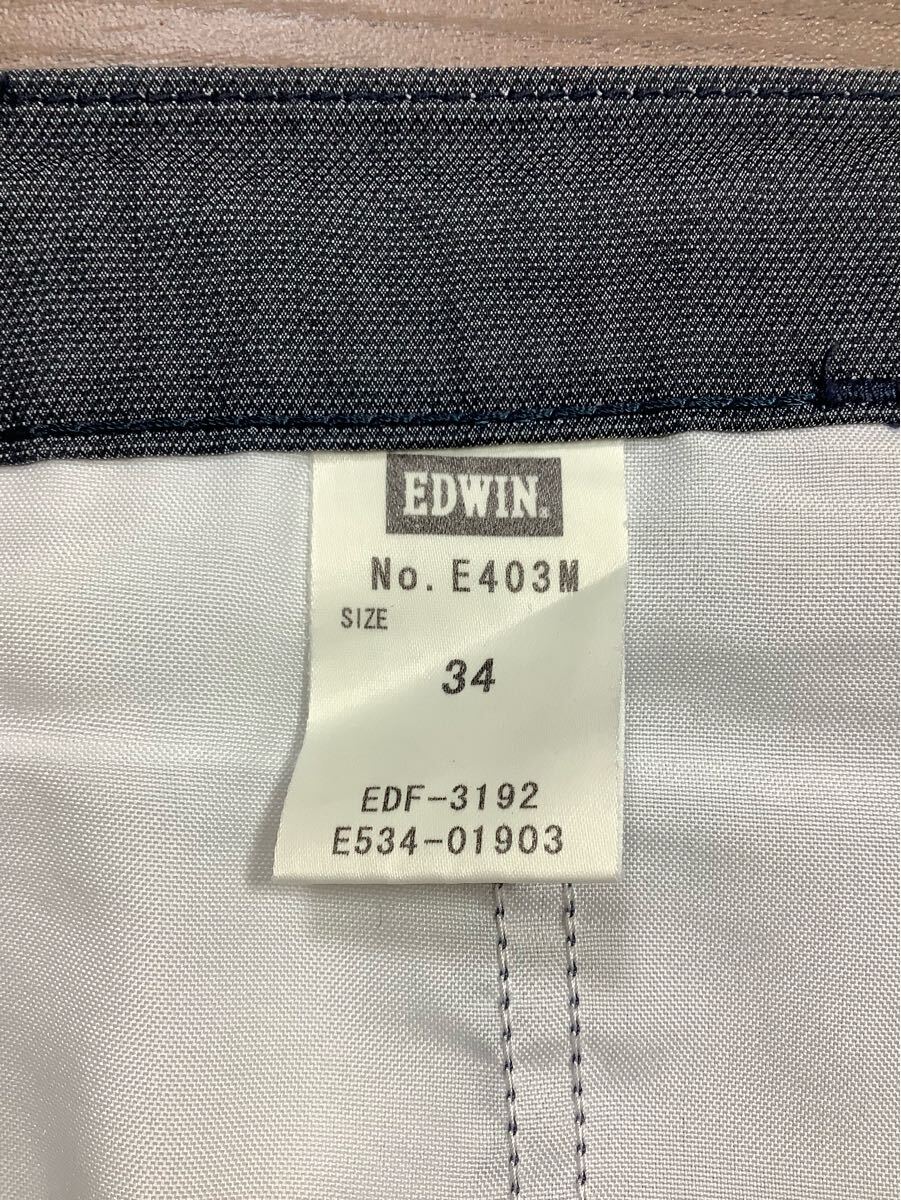 EDWIN.
No. E403M
SIZE
34
EDF-3192
E534-01903